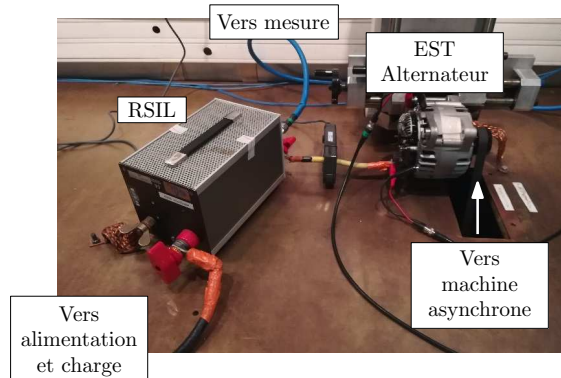 Vers mesure
EST
Alternateur
RSIL
Vers
machine
asynchrone
Vers
alimentation
et charge